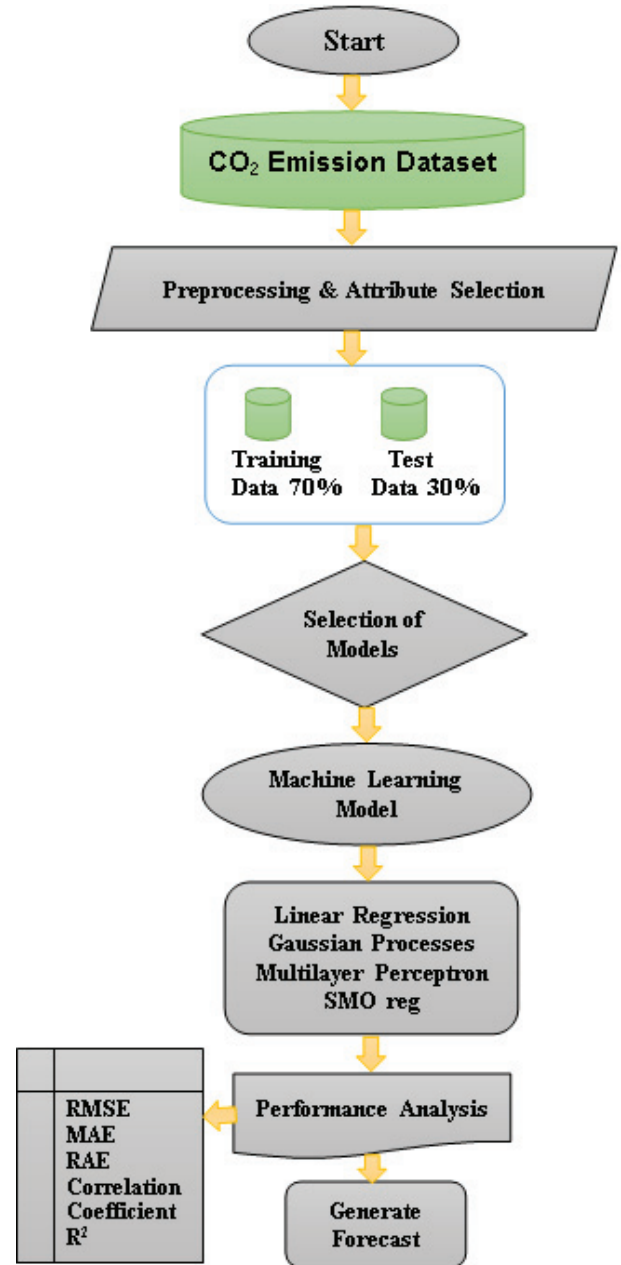 Start
CO₂ Emission Dataset
Preprocessing & Attribute Selection
Training
Data 70%
Test
Data 30%
Selection of
Models
Machine Learning
Model
Linear Regression
Gaussian Processes
Multilayer Perceptron
SMO reg
Performance Analysis
RMSE
MAE
RAE
Correlation
Coefficient
R²
Generate
Forecast